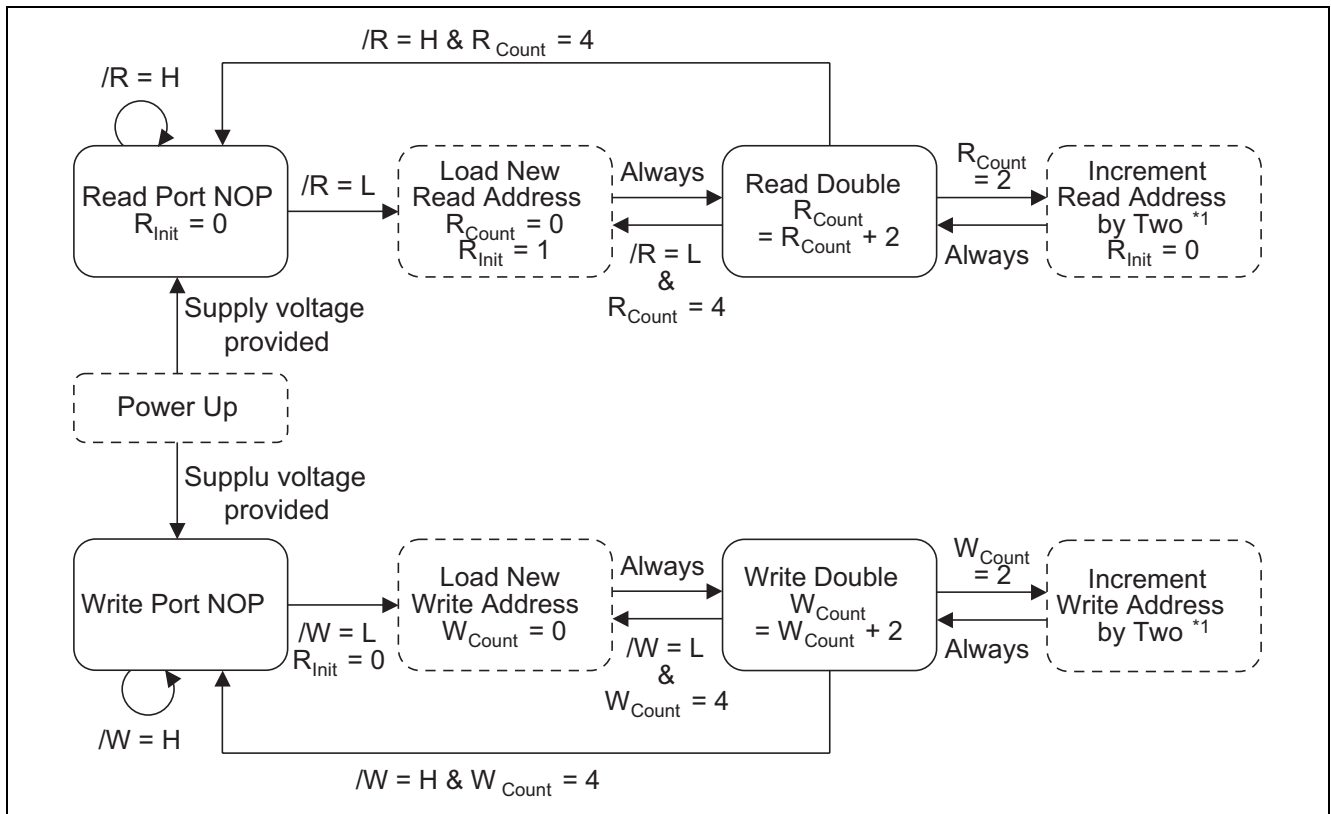 /R = H & R Count = 4
/R = H
Read Port NOP
RInit = 0
/R = L
Load New
Read Address
RCount = 0
RInit = 1
Always
/R = L
&
RCount = 4
Read Double
RCount
= RCount + 2
RCount
= 2
Always
Increment
Read Address
by Two *1
RInit = 0
Supply voltage
provided
Power Up
Supplu voltage
provided
Write Port NOP
/W = L
RInit = 0
Load New
Write Address
WCount = 0
Always
/W = L
&
WCount = 4
Write Double
WCount
= WCount + 2
WCount
= 2
Always
Increment
Write Address
by Two *1
/W = H
/W = H & W Count = 4